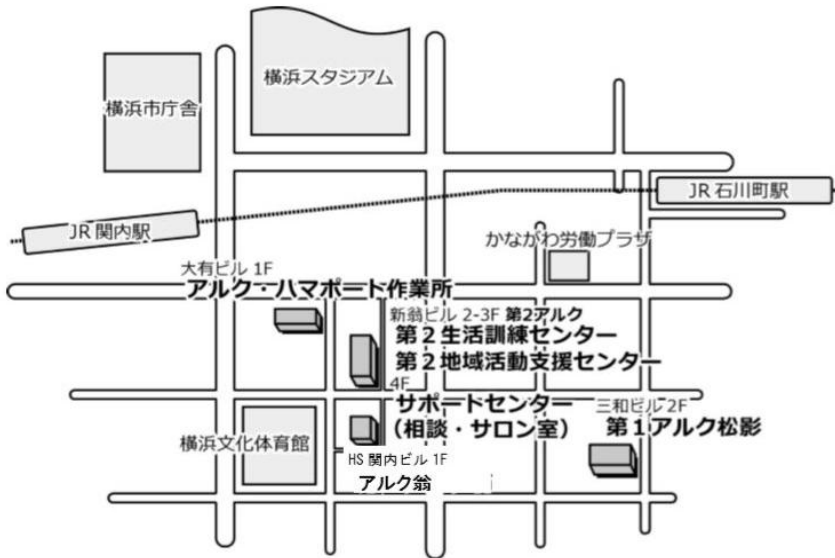 横浜スタジアム
横浜市庁舎
JR 石川町駅
JR 関内駅
かながわ労働プラザ
大有ビル 1F
アルク・ハマポート作業所
新翁ビル 2-3F 第2アルク
第2生活訓練センター
第2地域活動支援センター
4F
サポートセンター
(相談・サロン室)
三和ビル 2F
第1アルク松影
横浜文化体育館
HS 関内ビル 1F
アルク翁